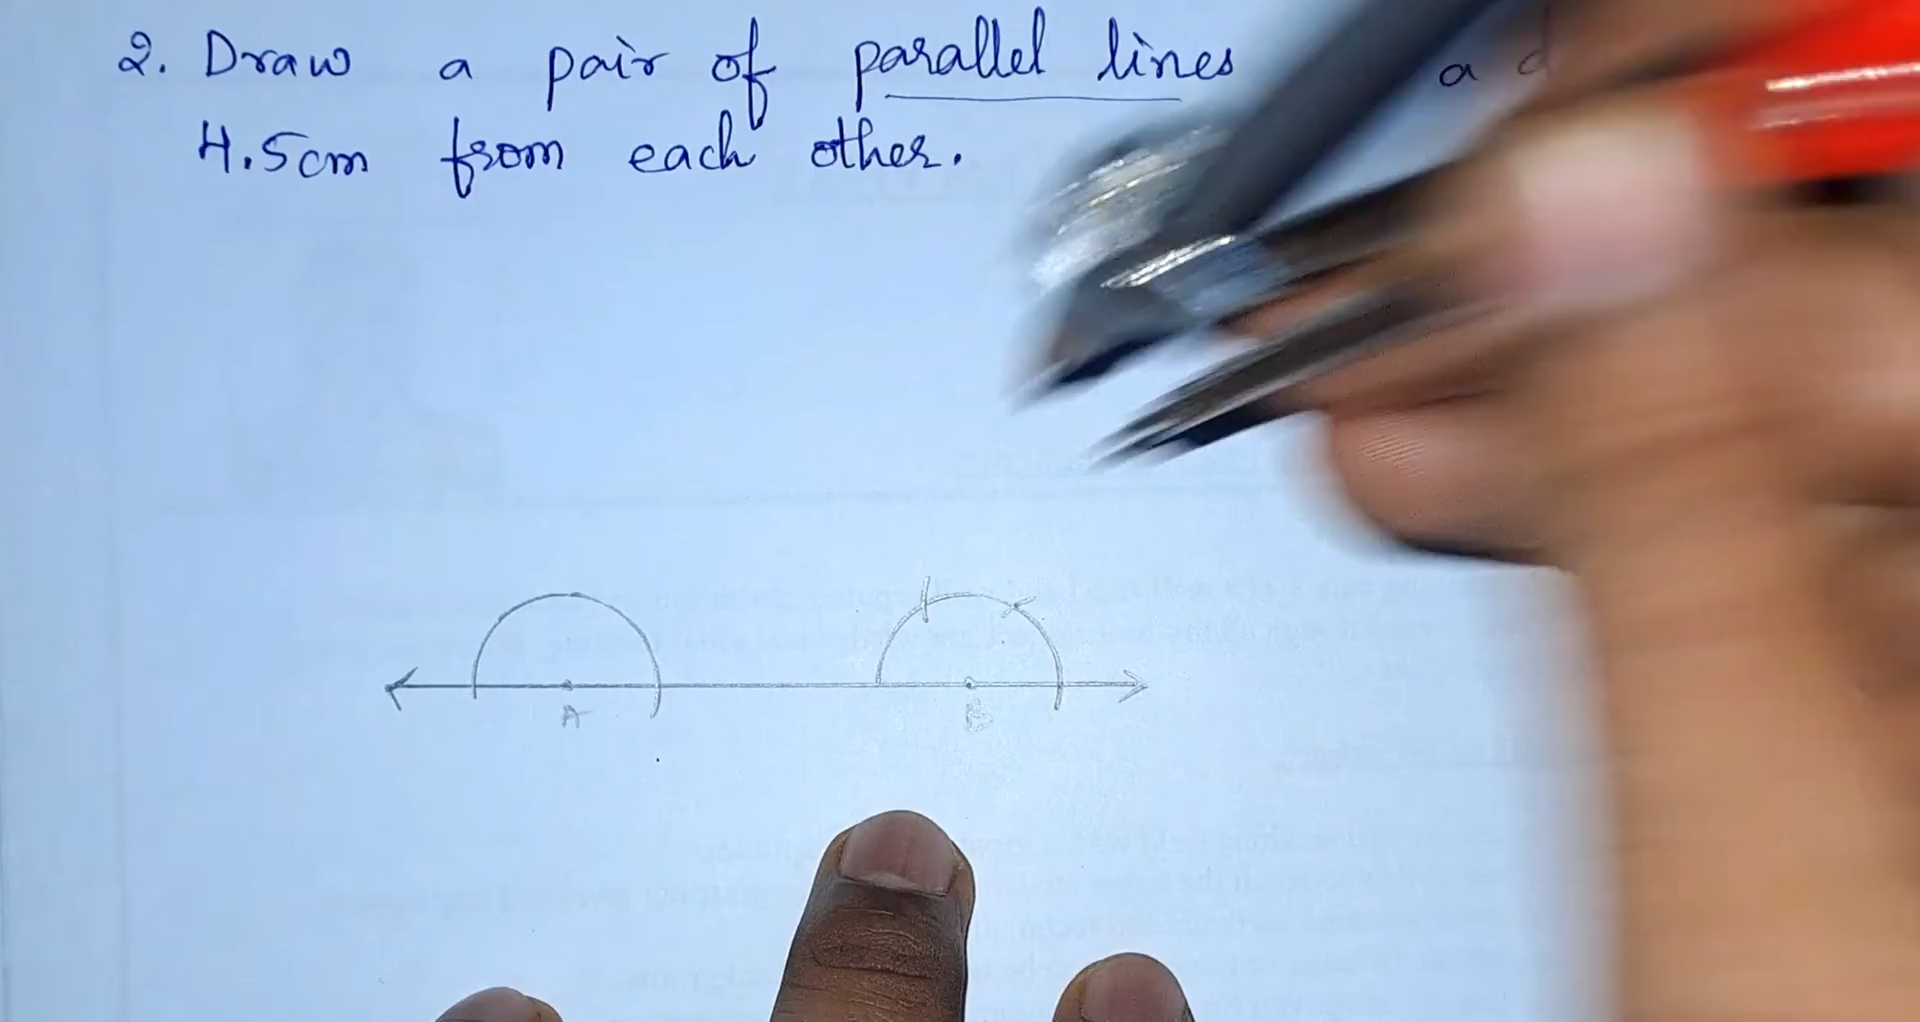 2. Draw a pair of parallel lines a
4.5cm from each other.
A B